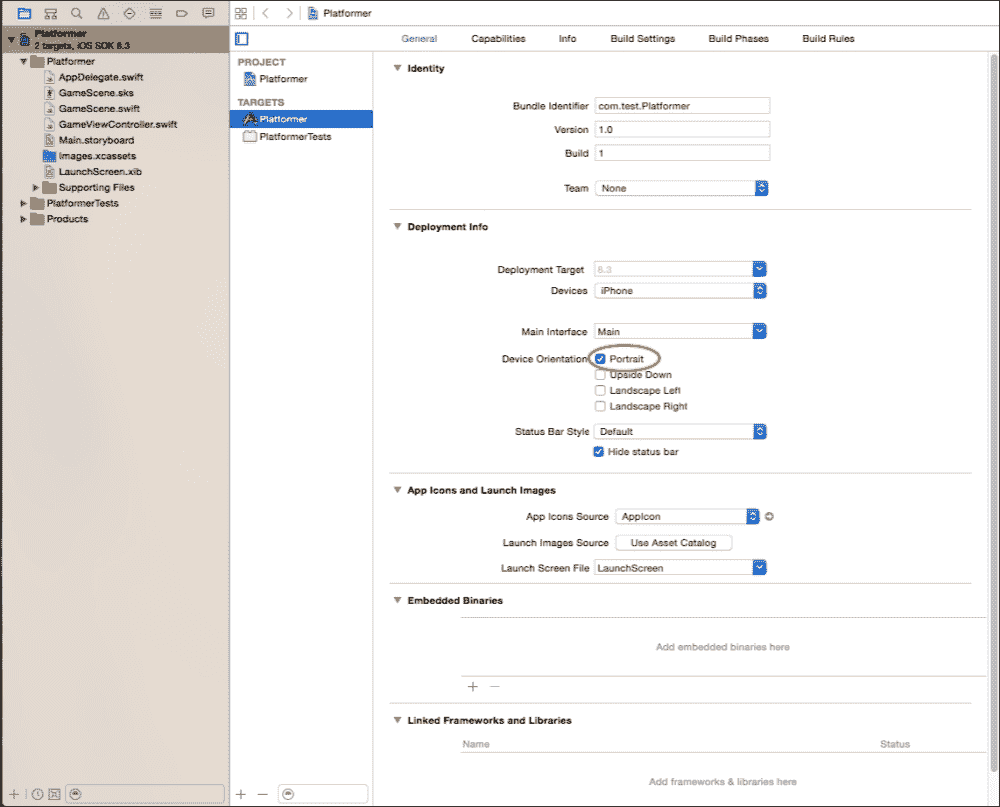 Platformer
Platformer
2 targets, iOS SDK 8.3
Platformer
AppDelegate.swift
GameScene.sks
GameScene.swift
GameViewController.swift
Main.storyboard
Images.xcassets
LaunchScreen.xib
Supporting Files
PlatformerTests
Products
PROJECT
Platformer
TARGETS
Platformer
PlatformerTests
General Capabilities Info Build Settings Build Phases Build Rules
Identity
Bundle Identifier com.test.Platformer
Version 1.0
Build 1
Team None
Deployment Info
Deployment Target 8.3
Devices iPhone
Main Interface Main
Device Orientation Portrait
Upside Down
Landscape Left
Landscape Right
Status Bar Style Default
Hide status bar
App Icons and Launch Images
App Icons Source AppIcon
Launch Images Source Use Asset Catalog
Launch Screen File LaunchScreen
Embedded Binaries
Add embedded binaries here
Linked Frameworks and Libraries
Name Status
Add frameworks & libraries here